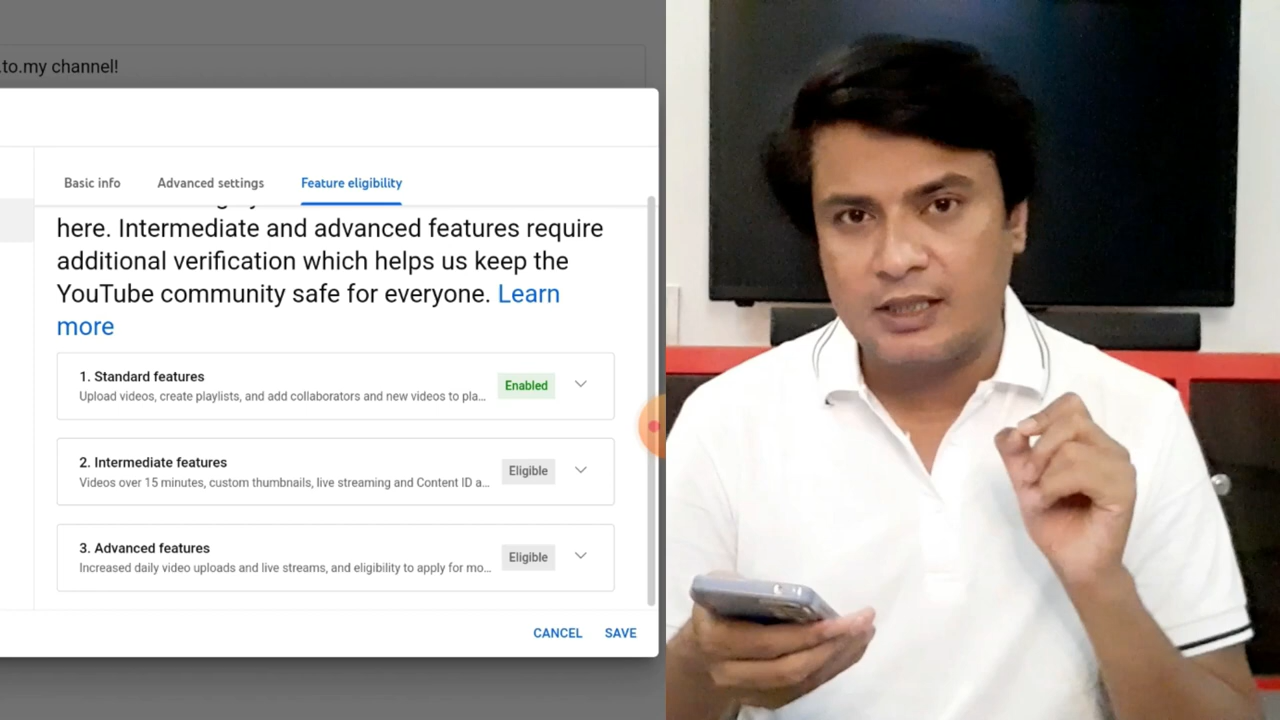 .to.my channel!
Basic info
Advanced settings
Feature eligibility
here. Intermediate and advanced features require
additional verification which helps us keep the
YouTube community safe for everyone. Learn
more
1. Standard features
Enabled
Upload videos, create playlists, and add collaborators and new videos to pla...
2. Intermediate features
Eligible
Videos over 15 minutes, custom thumbnails, live streaming and Content ID a...
3. Advanced features
Eligible
Increased daily video uploads and live streams, and eligibility to apply for mo...
CANCEL
SAVE